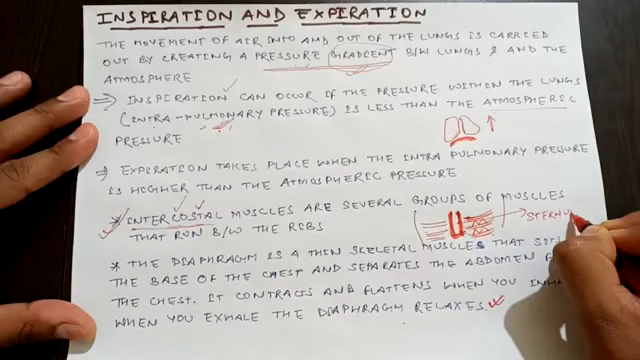 INSPIRATION AND EXPIRATION
THE MOVEMENT OF AIR INTO AND OUT OF THE LUNGS IS CARRIED
OUT BY CREATING A PRESSURE GRADIENT B/W LUNGS & AND THE
ATMOSPHERE
⇒ INSPIRATION CAN OCCUR IF THE PRESSURE WITHIN THE LUNGS
(INTRA-PULMONARY PRESSURE) IS LESS THAN THE ATMOSPHERIC
PRESSURE
→ EXPIRATION TAKES PLACE WHEN THE INTRA PULMONARY PRESSURE
IS HIGHER THAN THE ATMOSPHERIC PRESSURE.
* INTERCOSTAL MUSCLES ARE SEVERAL GROUPS OF MUSCLES
THAT RUN B/W THE RIBS
STERNU
* THE DIAPHRAGM IS A THIN SKELETAL MUSCLES THAT SITS
THE BASE OF THE CHEST AND SEPARATES THE ABDOMEN
THE CHEST. IT CONTRACTS AND FLATTENS WHEN YOU
WHEN YOU EXHALE THE DIAPHRAGM RELAXES.